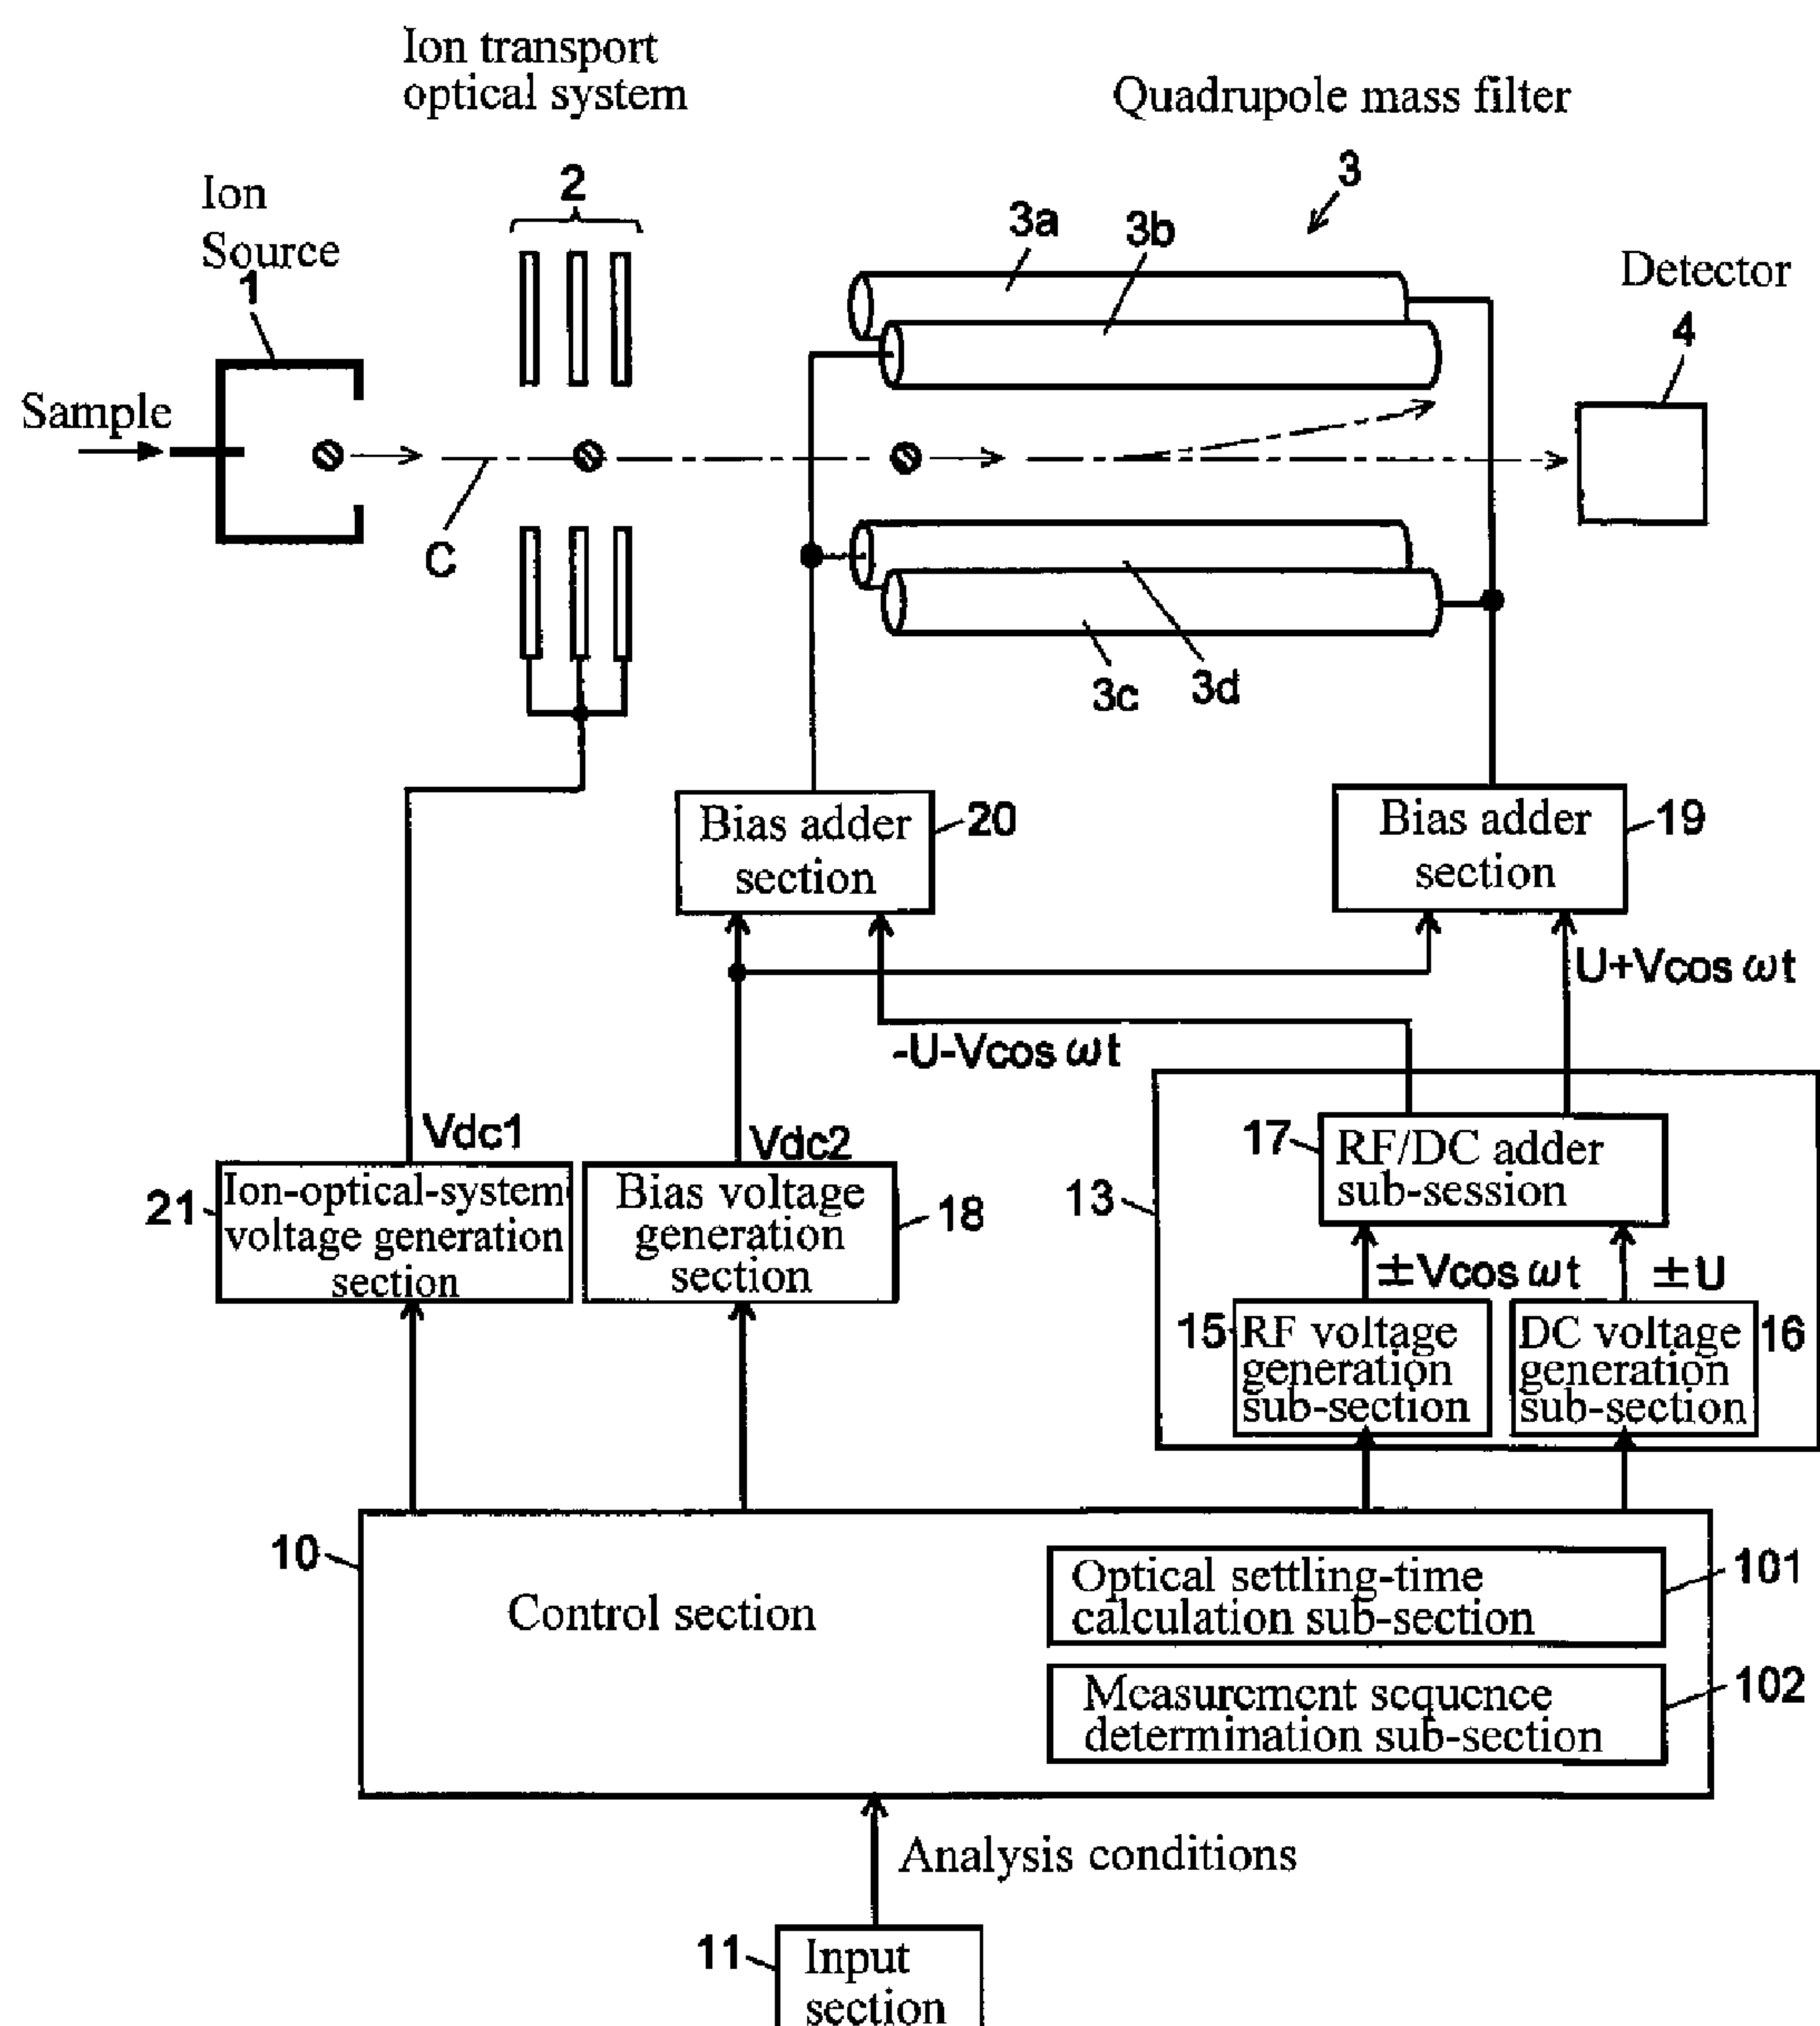 Ion transport
optical system
Quadrupole mass filter
2
3
Ion
Source
1
3a
3b
Detector
4
Sample
C
3c
3d
Bias adder
section
20
Bias adder
section
19
U+Vcos ωt
-U-Vcos ωt
Vdc1
Vdc2
17
RF/DC adder
sub-session
21
Ion-optical-system
voltage generation
section
Bias voltage
generation
section
18
13
±Vcos ωt
±U
15
RF voltage
generation
sub-section
DC voltage
generation
sub-section
16
10
Control section
Optical settling-time
calculation sub-section
101
Measurement sequence
determination sub-section
102
Analysis conditions
11
Input
section